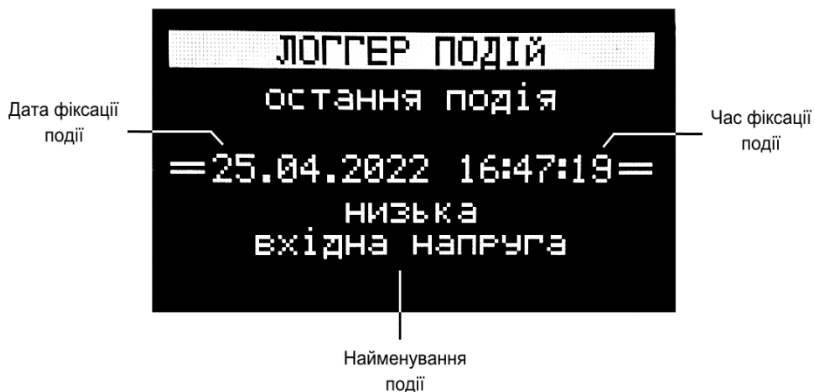 ЛОГГЕР ПОДІЙ
остання подія
Дата фіксації
події
Час фіксації
події
=25.04.2022 16:47:19=
низька
вхідна напруга
Найменування
події